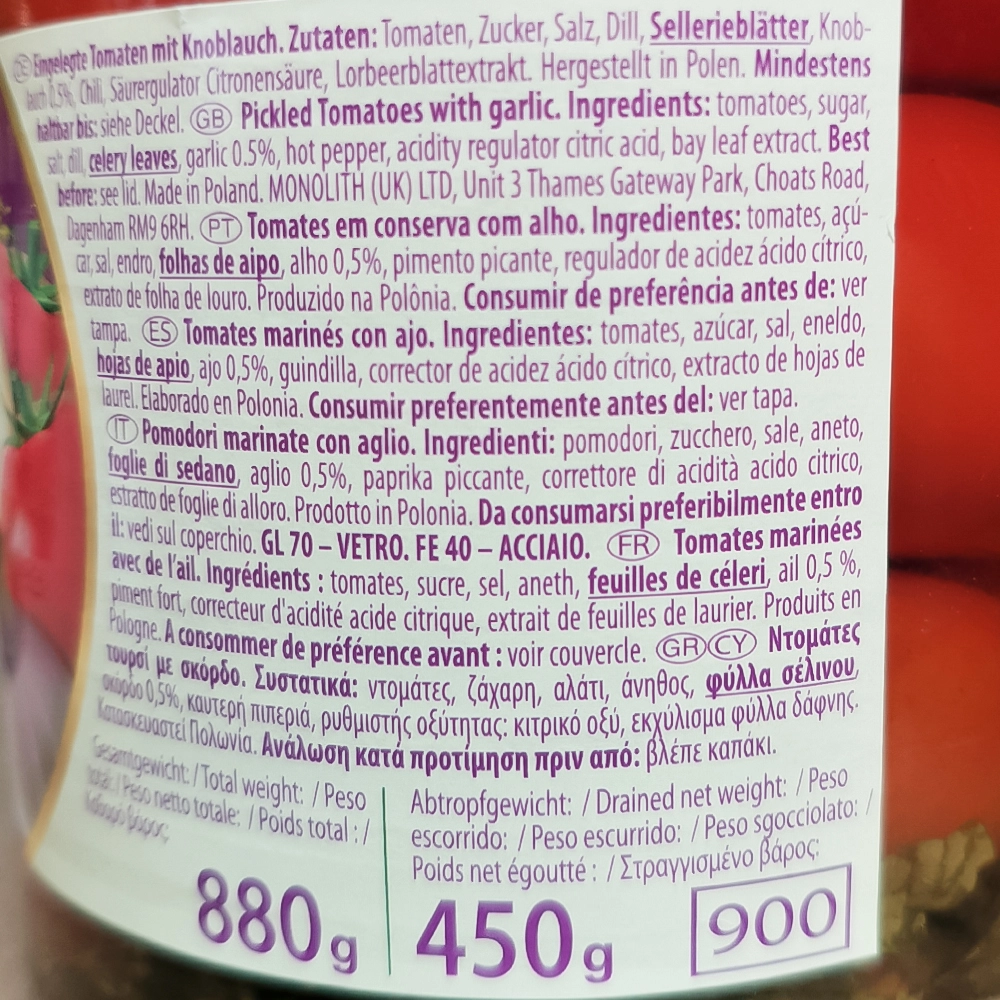 DE Eingelegte Tomaten mit Knoblauch. Zutaten: Tomaten, Zucker, Salz, Dill, Sellerieblätter, Knob-
lauch Chili, Säureregulator Citronensäure, Lorbeerblattextrakt. Hergestellt in Polen. Mindestens
haltbar bis: siehe Deckel. GB Pickled Tomatoes with garlic. Ingredients: tomatoes, sugar,
salt, dill, celery leaves, garlic 0.5%, hot pepper, acidity regulator citric acid, bay leaf extract. Best
before: see lid. Made in Poland. MONOLITH (UK) LTD, Unit 3 Thames Gateway Park, Choats Road,
Dagenham RM9 6RH. PT Tomates em conserva com alho. Ingredientes: tomates, açú-
car, sal, endro, folhas de aipo, alho 0,5%, pimento picante, regulador de acidez ácido cítrico,
extrato de folha de louro. Produzido na Polônia. Consumir de preferência antes de: ver
tampa. ES Tomates marinés con ajo. Ingredientes: tomates, azúcar, sal, eneldo,
hojas de apio, ajo 0,5%, guindilla, corrector de acidez ácido cítrico, extracto de hojas de
laurel. Elaborado en Polonia. Consumir preferentemente antes del: ver tapa.
IT Pomodori marinate con aglio. Ingredienti: pomodori, zucchero, sale, aneto,
foglie di sedano, aglio 0,5%, paprika piccante, correttore di acidità acido citrico,
estratto de foglie di alloro. Prodotto in Polonia. Da consumarsi preferibilmente entro
il: vedi sul coperchio. GL 70 – VETRO. FE 40 – ACCIAIO. FR Tomates marinées
avec de l'ail. Ingrédients : tomates, sucre, sel, aneth, feuilles de céleri, ail 0,5 %,
piment fort, correcteur d'acidité acide citrique, extrait de feuilles de laurier. Produits en
Pologne. A consommer de préférence avant : voir couvercle. GR CY Ντομάτες
τουρσί με σκόρδο. Συστατικά: ντομάτες, ζάχαρη, αλάτι, άνηθος, φύλλα σέλινου,
σκόρδο 0,5%, καυτερή πιπεριά, ρυθμιστής οξύτητας: κιτρικό οξύ, εκχύλισμα φύλλα δάφνης.
Κατασκευαστεί Πολωνία. Ανάλωση κατά προτίμηση πριν από: βλέπε καπάκι.
Gesamtgewicht: / Total weight: / Peso
total: / Peso netto totale: / Poids total : /
Καθαρό βάρος:
880g
Abtropfgewicht: / Drained net weight: / Peso
escorrido: / Peso escurrido: / Peso sgocciolato: /
Poids net égoutté : / Στραγγισμένο βάρος:
450g
900